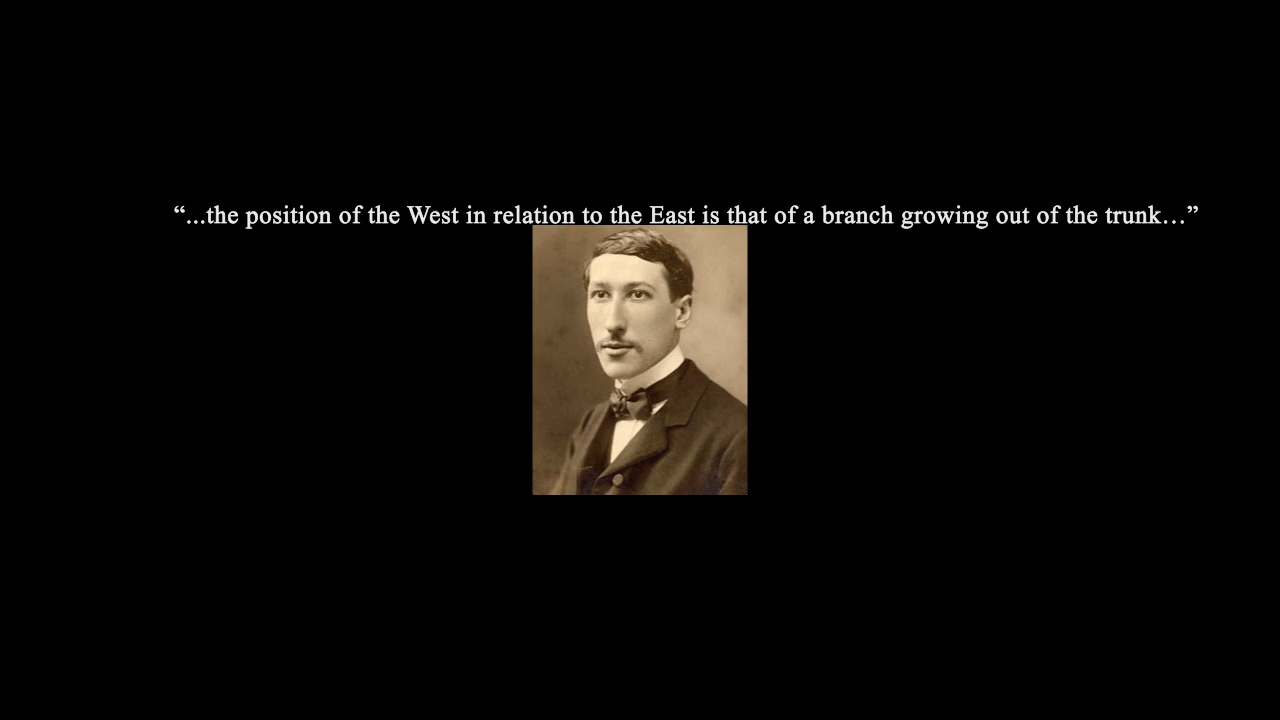 “...the position of the West in relation to the East is that of a branch growing out of the trunk…”